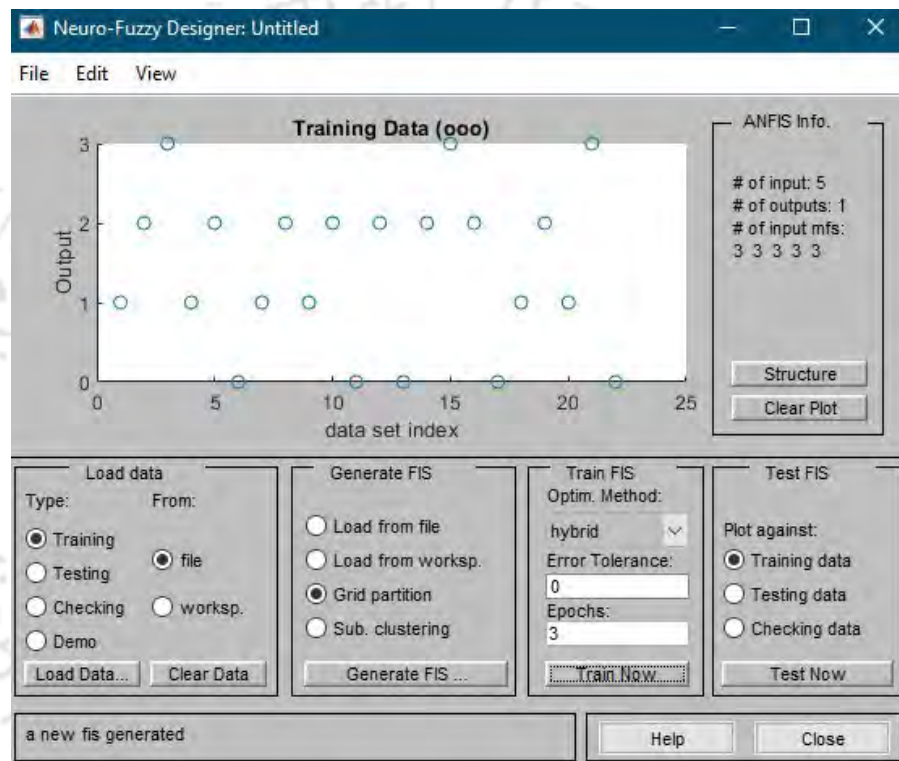 Neuro-Fuzzy Designer: Untitled
File Edit View
Training Data (ooo)
3
2
1
0
Output
0 5 10 15 20 25
data set index
ANFIS Info.
# of input: 5
# of outputs: 1
# of input mfs:
3 3 3 3 3
Structure
Clear Plot
Load data
Type: From:
Training
Testing
Checking
Demo
file
worksp.
Load Data... Clear Data
Generate FIS
Load from file
Load from worksp.
Grid partition
Sub. clustering
Generate FIS ...
Train FIS
Optim. Method:
hybrid
Error Tolerance:
0
Epochs:
3
Train Now
Test FIS
Plot against:
Training data
Testing data
Checking data
Test Now
a new fis generated
Help Close